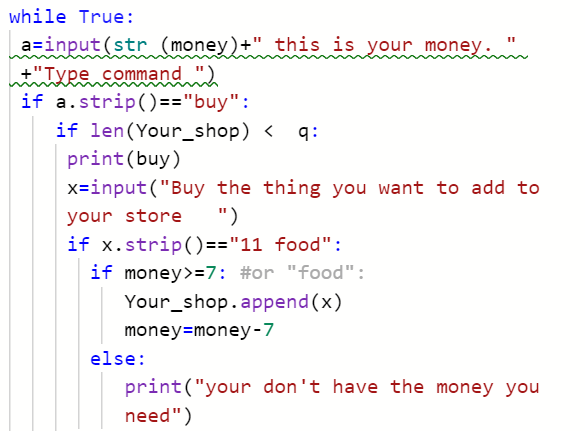 while True:
 a=input(str (money)+" this is your money. "
 +"Type command ")
 if a.strip()=="buy":
    if len(Your_shop) <  q:
     print(buy)
     x=input("Buy the thing you want to add to
     your store   ")
     if x.strip()=="11 food":
       if money>=7: #or "food":
          Your_shop.append(x)
          money=money-7
       else:
          print("your don't have the money you
          need")